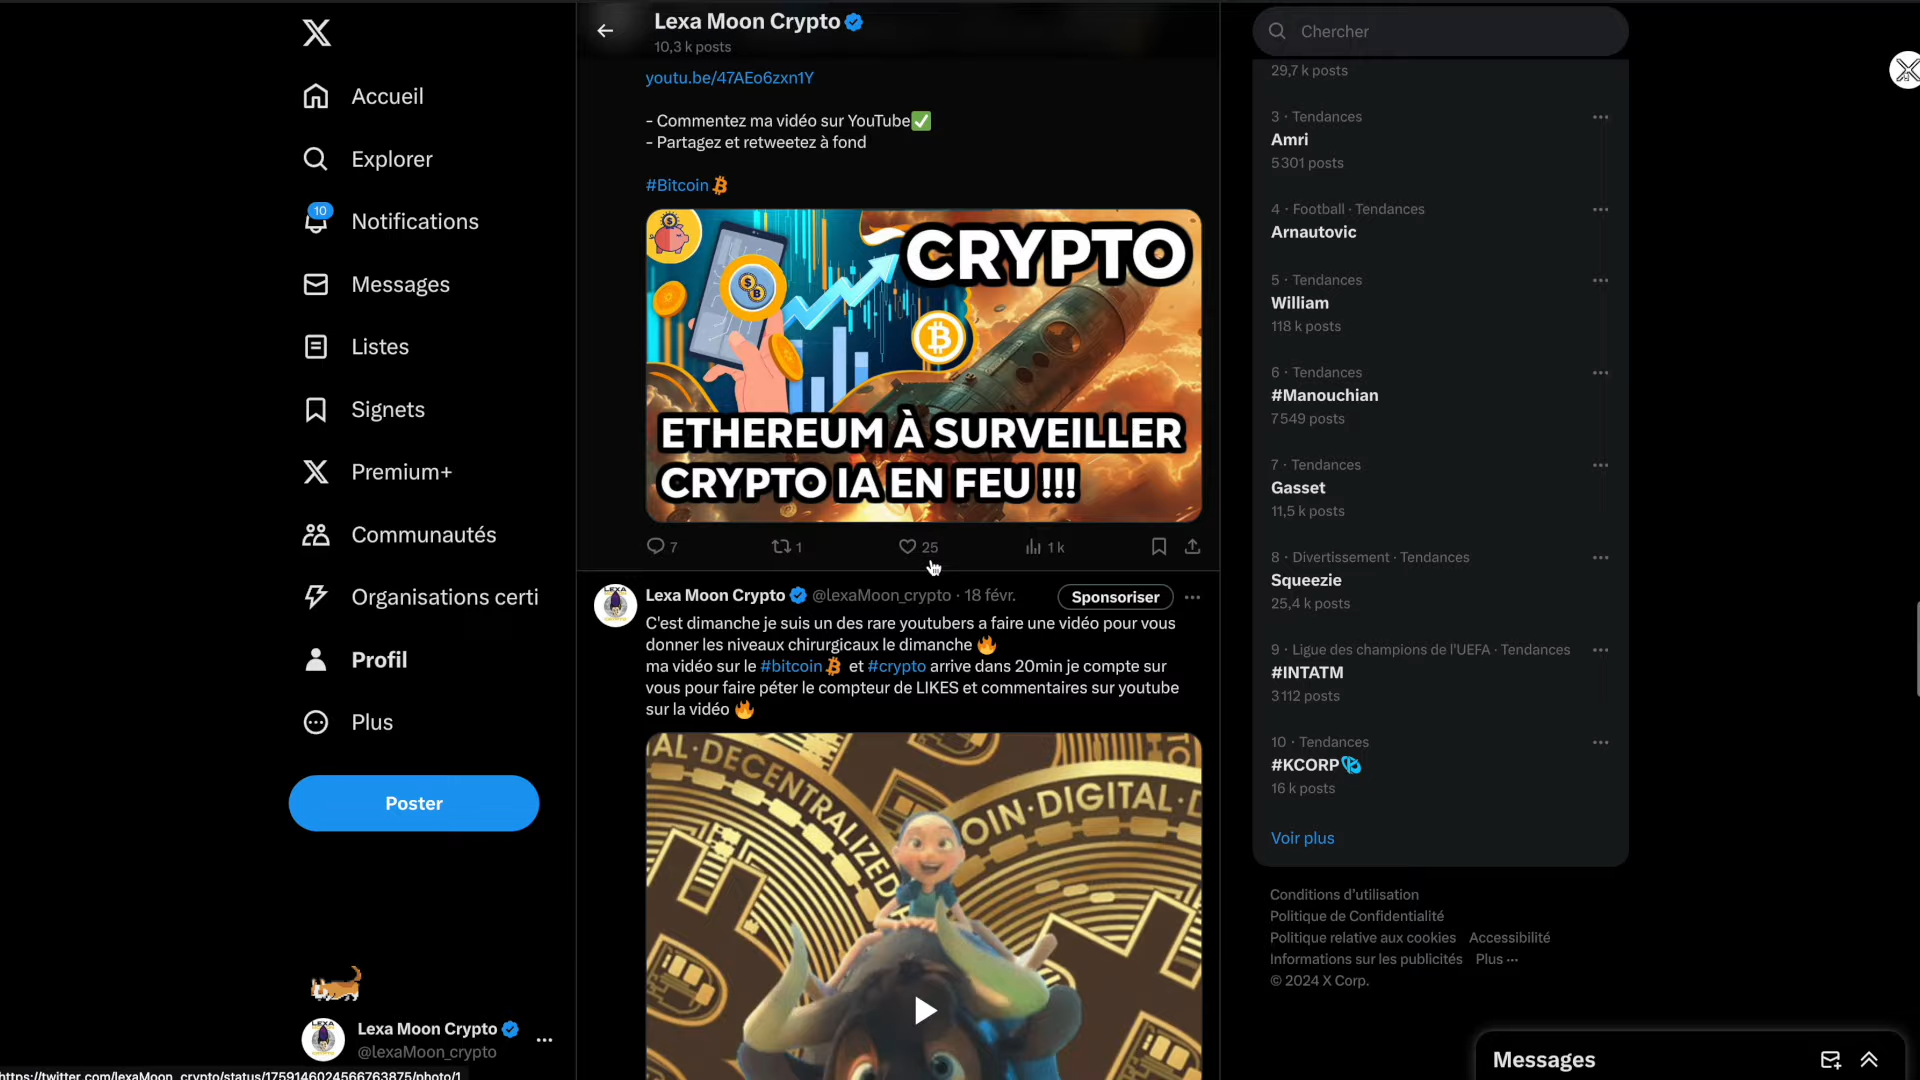 Accueil
Explorer
10
Notifications
Messages
Listes
Signets
Premium+
Communautés
Organisations certi
Profil
Plus
Poster
Lexa Moon Crypto
@lexaMoon_crypto
https://twitter.com/lexaMoon_crypto/status/1759146024566763875/photo/1
Lexa Moon Crypto
10,3 k posts
youtu.be/47AEo6zxn1Y
- Commentez ma vidéo sur YouTube✅
- Partagez et retweetez à fond
#Bitcoin
CRYPTO
ETHEREUM À SURVEILLER
CRYPTO IA EN FEU !!!
7 1 25 1 k
Lexa Moon Crypto @lexaMoon_crypto · 18 févr. Sponsoriser
C'est dimanche je suis un des rare youtubers a faire une vidéo pour vous
donner les niveaux chirurgicaux le dimanche 🔥
ma vidéo sur le #bitcoin et #crypto arrive dans 20min je compte sur
vous pour faire péter le compteur de LIKES et commentaires sur youtube
sur la vidéo 🔥
AL·DECENTRALIZED
OIN·DIGITAL·D
Chercher
29,7 k posts
3 · Tendances
Amri
5 301 posts
4 · Football · Tendances
Arnautovic
5 · Tendances
William
118 k posts
6 · Tendances
#Manouchian
7 549 posts
7 · Tendances
Gasset
11,5 k posts
8 · Divertissement · Tendances
Squeezie
25,4 k posts
9 · Ligue des champions de l'UEFA · Tendances
#INTATM
3 112 posts
10 · Tendances
#KCORP
16 k posts
Voir plus
Conditions d'utilisation
Politique de Confidentialité
Politique relative aux cookies Accessibilité
Informations sur les publicités Plus ···
© 2024 X Corp.
Messages